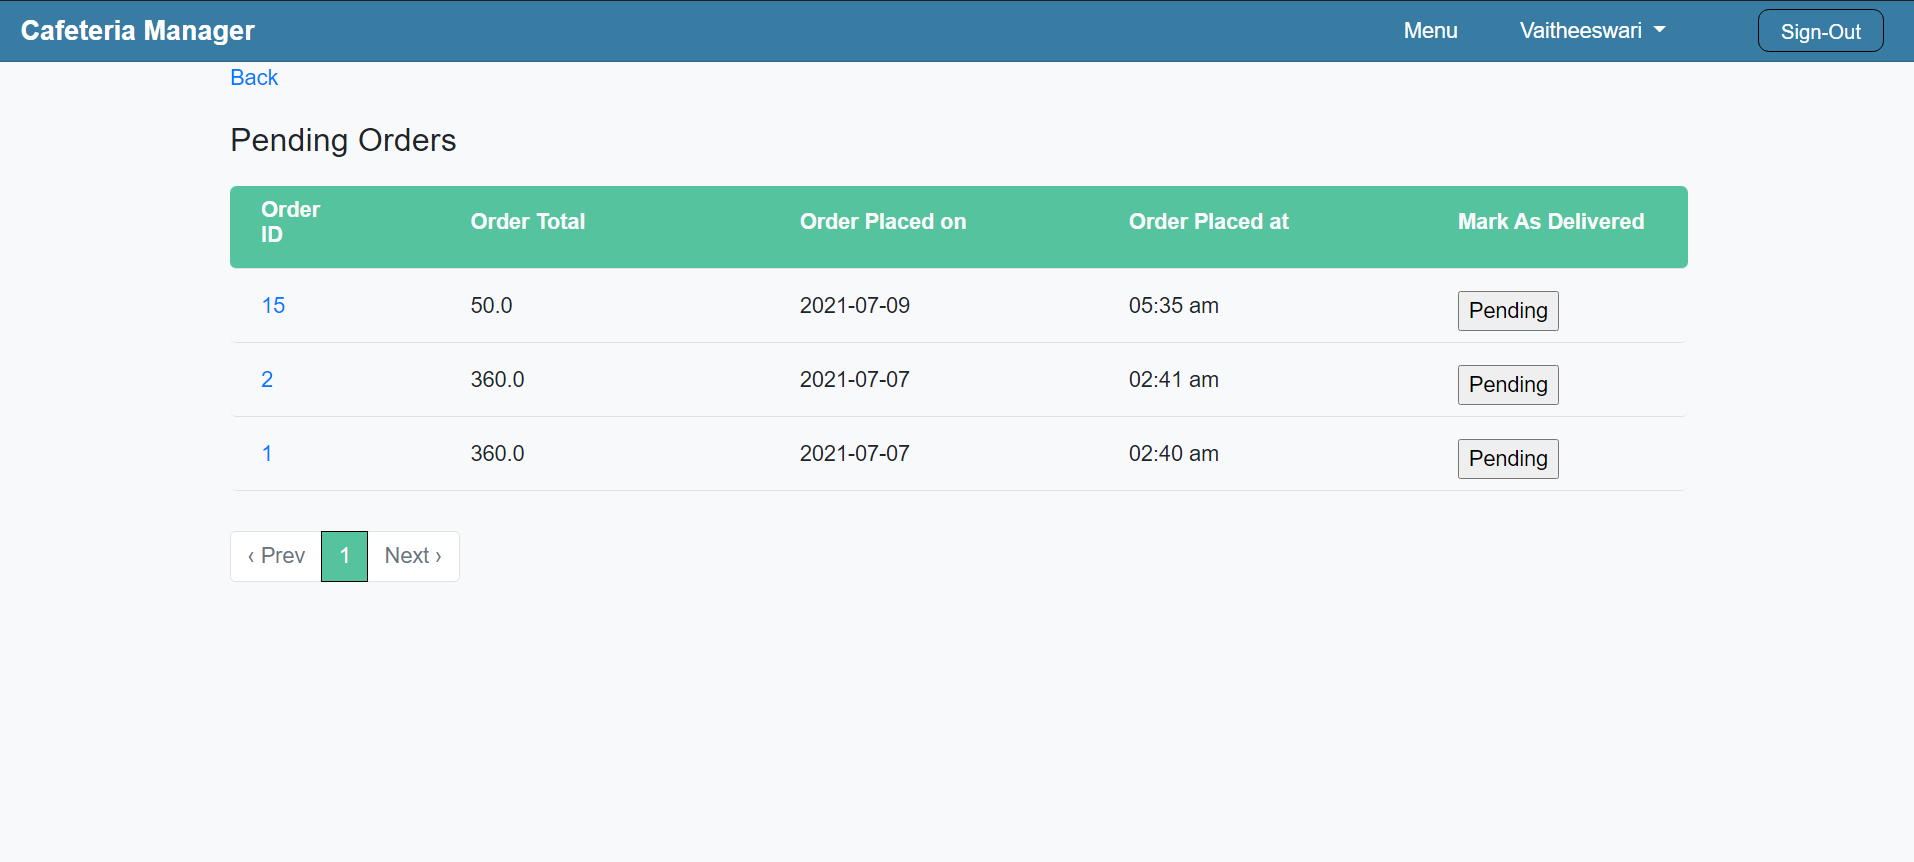 Cafeteria Manager Menu Vaitheeswari Sign-Out
Back
Pending Orders
Order ID Order Total Order Placed on Order Placed at Mark As Delivered
15 50.0 2021-07-09 05:35 am Pending
2 360.0 2021-07-07 02:41 am Pending
1 360.0 2021-07-07 02:40 am Pending
‹ Prev 1 Next ›